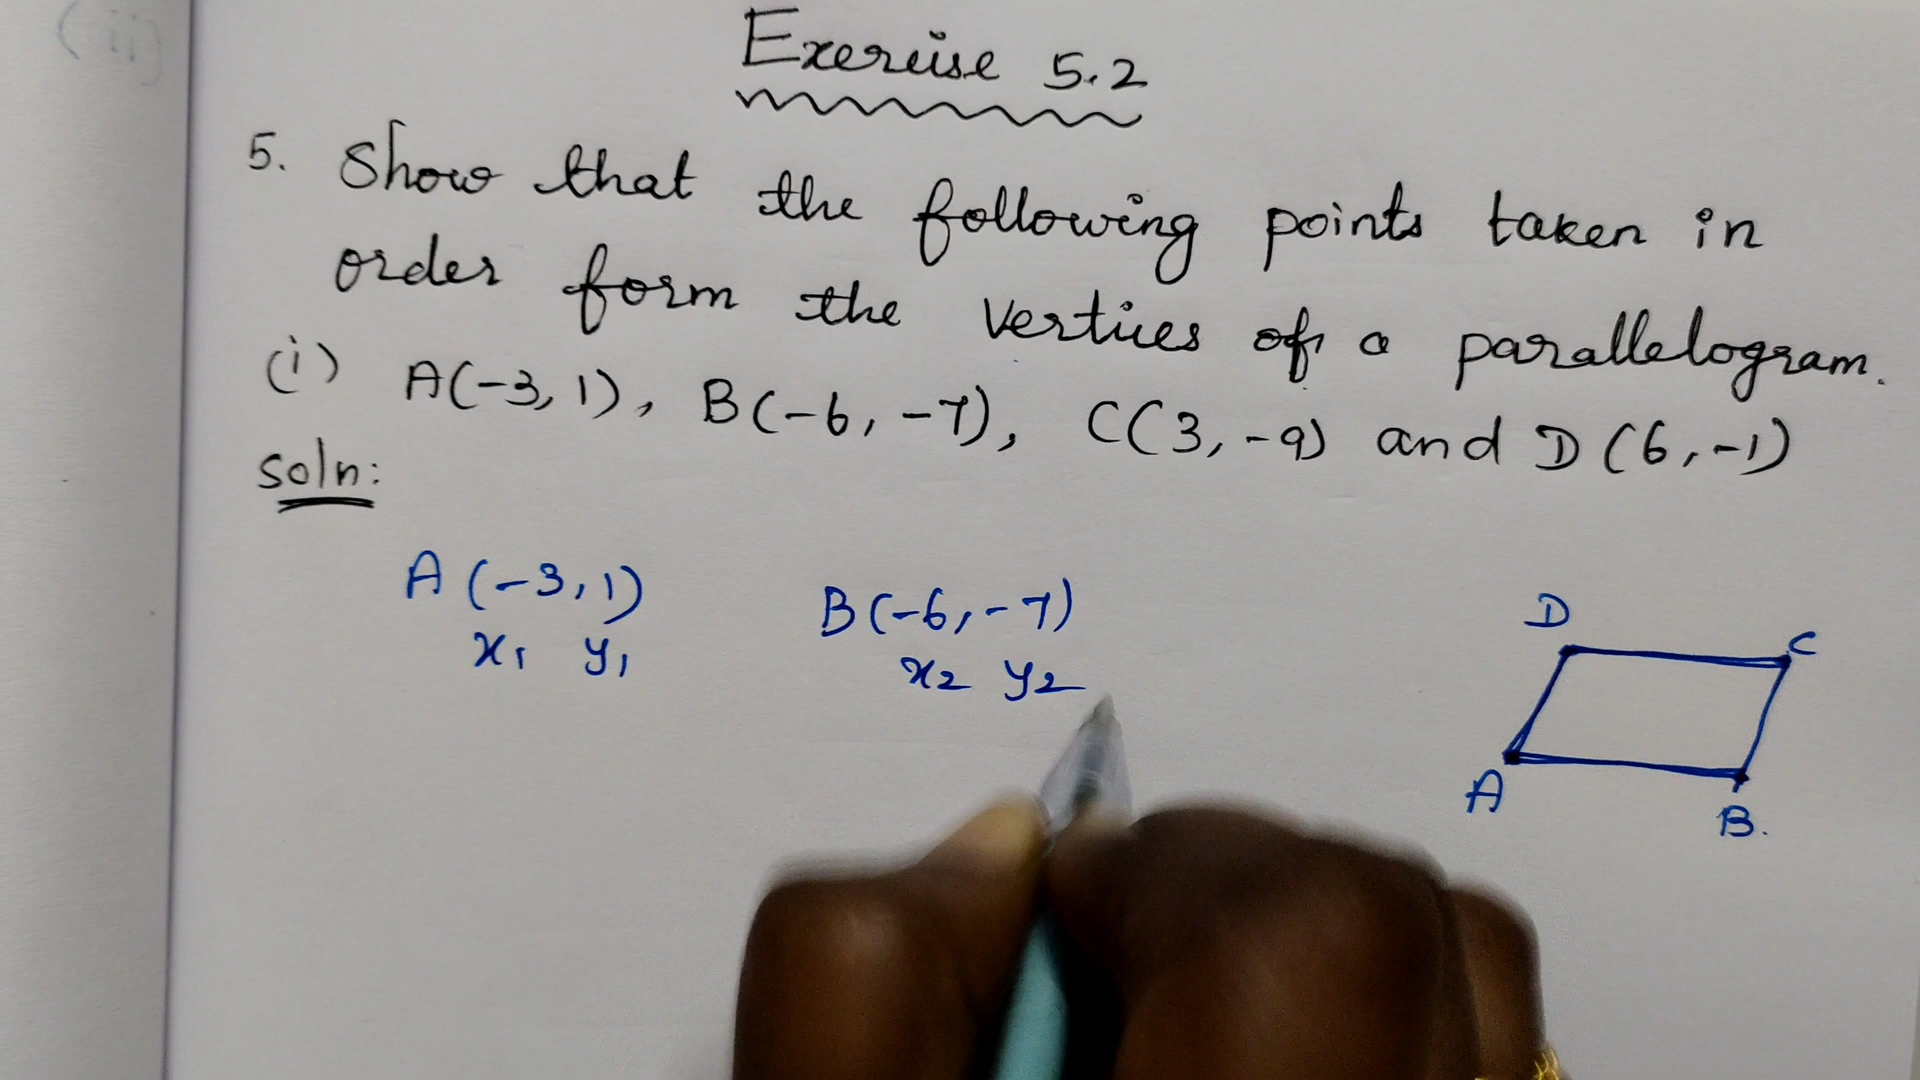 (ii)
Exercise 5.2
5. Show that the following points taken in
order form the vertices of a parallelogram.
(i) A(-3, 1), B(-6, -7), C(3, -9) and D(6, -1)
Soln:
A(-3, 1) B(-6, -7)
x1 y1 x2 y2
D C
A B.